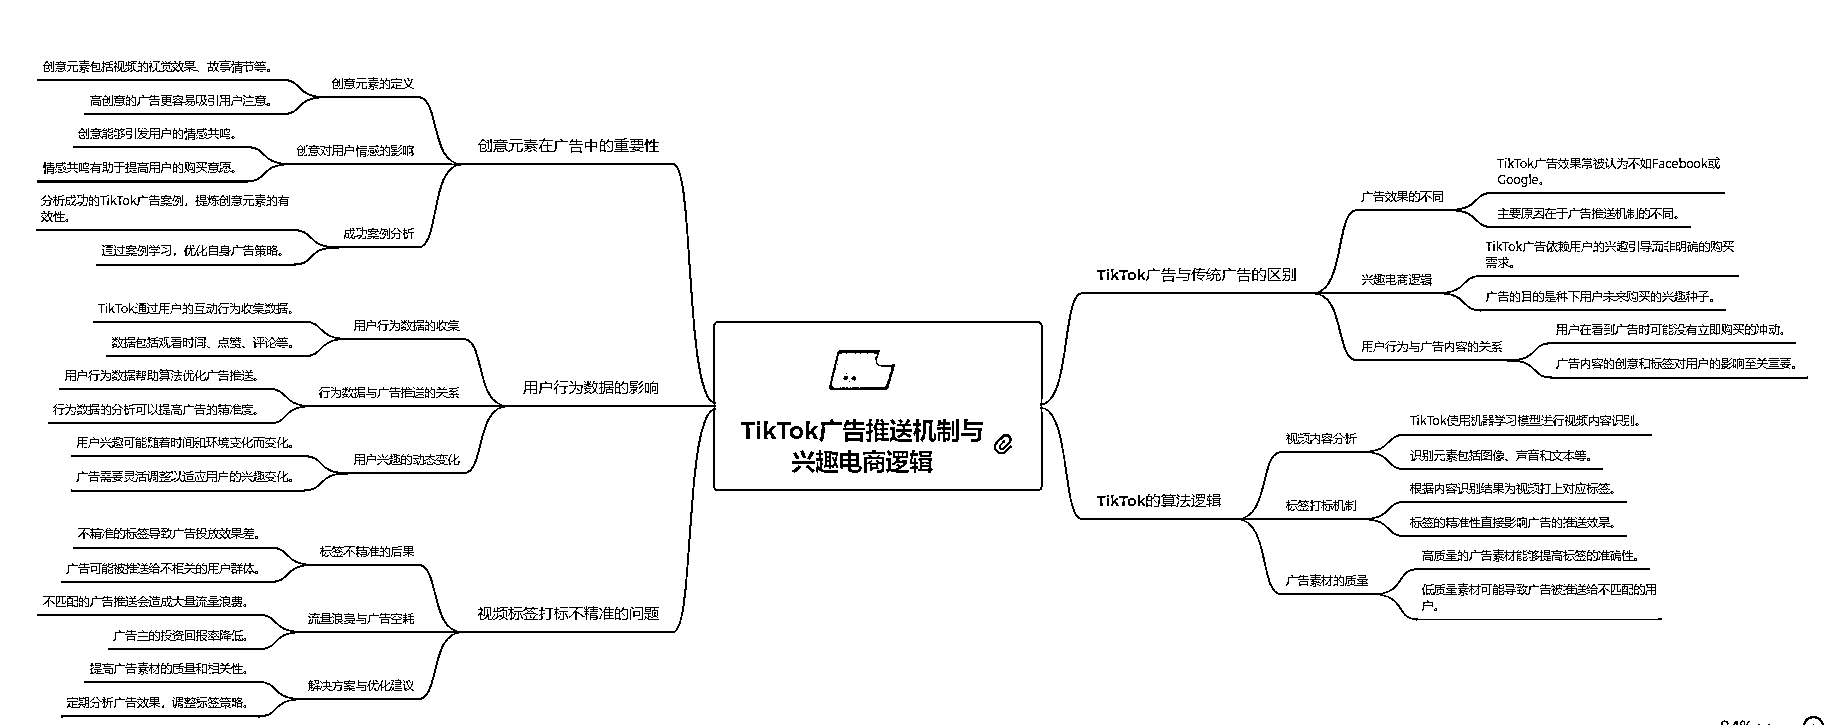 创意元素包括视频的视觉效果、故事情节等。
创意元素的定义
高创意的广告更容易吸引用户注意。
创意能够引发用户的情感共鸣。
创意对用户情感的影响
情感共鸣有助于提高用户的购买意愿。
创意元素在广告中的重要性
分析成功的TikTok广告案例，提炼创意元素的有
效性。
成功案例分析
通过案例学习，优化自身广告策略。
TikTok通过用户的互动行为收集数据。
用户行为数据的收集
数据包括观看时间、点赞、评论等。
用户行为数据帮助算法优化广告推送。
行为数据与广告推送的关系
行为数据的分析可以提高广告的精准度。
用户行为数据的影响
用户兴趣可能随着时间和环境变化而变化。
用户兴趣的动态变化
广告需要灵活调整以适应用户的兴趣变化。
不精准的标签导致广告投放效果差。
标签不精准的后果
广告可能被推送给不相关的用户群体。
不匹配的广告推送会造成大量流量浪费。
流量浪费与广告空耗
广告主的投资回报率降低。
视频标签打标不精准的问题
提高广告素材的质量和相关性。
解决方案与优化建议
定期分析广告效果，调整标签策略。
TikTok广告推送机制与
兴趣电商逻辑
TikTok广告与传统广告的区别
广告效果的不同
TikTok广告效果常被认为不如Facebook或
Google。
主要原因在于广告推送机制的不同。
兴趣电商逻辑
TikTok广告依赖用户的兴趣引导而非明确的购买
需求。
广告的目的是种下用户未来购买的兴趣种子。
用户行为与广告内容的关系
用户在看到广告时可能没有立即购买的冲动。
广告内容的创意和标签对用户的影响至关重要。
TikTok的算法逻辑
视频内容分析
TikTok使用机器学习模型进行视频内容识别。
识别元素包括图像、声音和文本等。
标签打标机制
根据内容识别结果为视频打上对应标签。
标签的精准性直接影响广告的推送效果。
广告素材的质量
高质量的广告素材能够提高标签的准确性。
低质量素材可能导致广告被推送给不匹配的用
户。